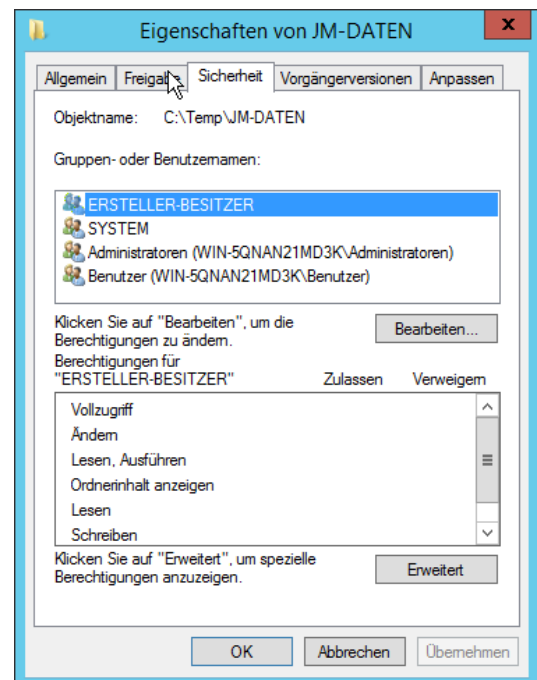 Eigenschaften von JM-DATEN
x
Allgemein Freigabe Sicherheit Vorgängerversionen Anpassen
Objektname: C:\Temp\JM-DATEN
Gruppen- oder Benutzernamen:
ERSTELLER-BESITZER
SYSTEM
Administratoren (WIN-5QNAN21MD3K\Administratoren)
Benutzer (WIN-5QNAN21MD3K\Benutzer)
Klicken Sie auf "Bearbeiten", um die
Berechtigungen zu ändern.
Bearbeiten...
Berechtigungen für
"ERSTELLER-BESITZER" Zulassen Verweigern
Vollzugriff
Ändern
Lesen, Ausführen
Ordnerinhalt anzeigen
Lesen
Schreiben
Klicken Sie auf "Erweitert", um spezielle
Berechtigungen anzuzeigen.
Erweitert
OK Abbrechen Übernehmen